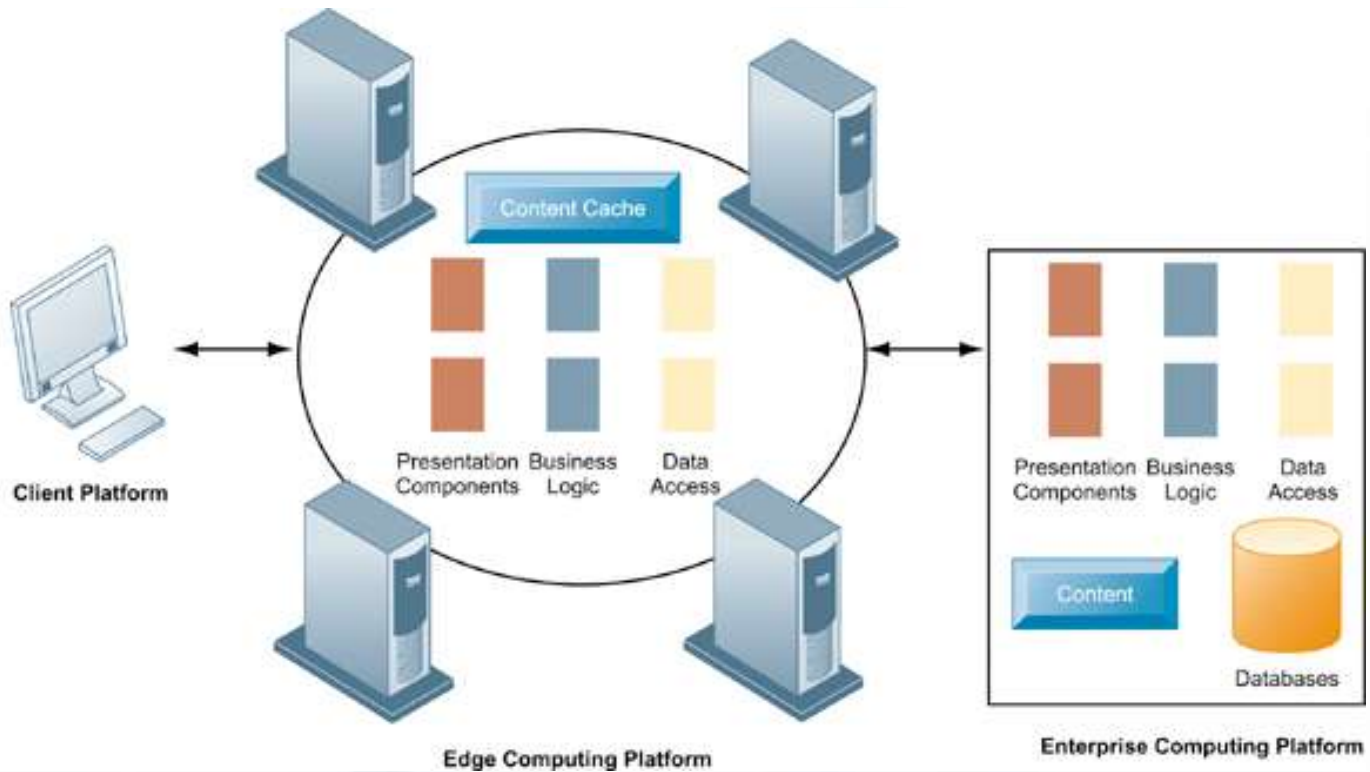 Content Cache
Presentation Components
Business Logic
Data Access
Client Platform
Edge Computing Platform
Presentation Components
Business Logic
Data Access
Content
Databases
Enterprise Computing Platform